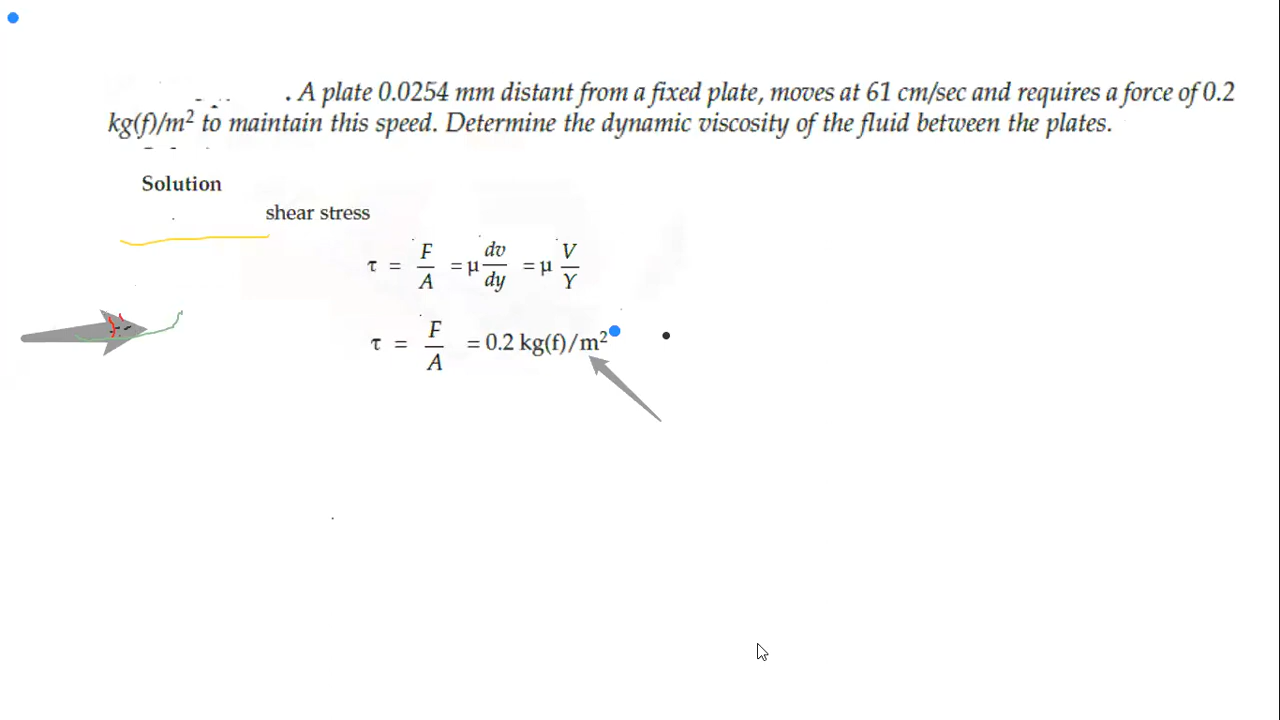 . A plate 0.0254 mm distant from a fixed plate, moves at 61 cm/sec and requires a force of 0.2
kg(f)/m² to maintain this speed. Determine the dynamic viscosity of the fluid between the plates.
Solution
shear stress
τ = F/A = μ dv/dy = μ V/Y
τ = F/A = 0.2 kg(f)/m²